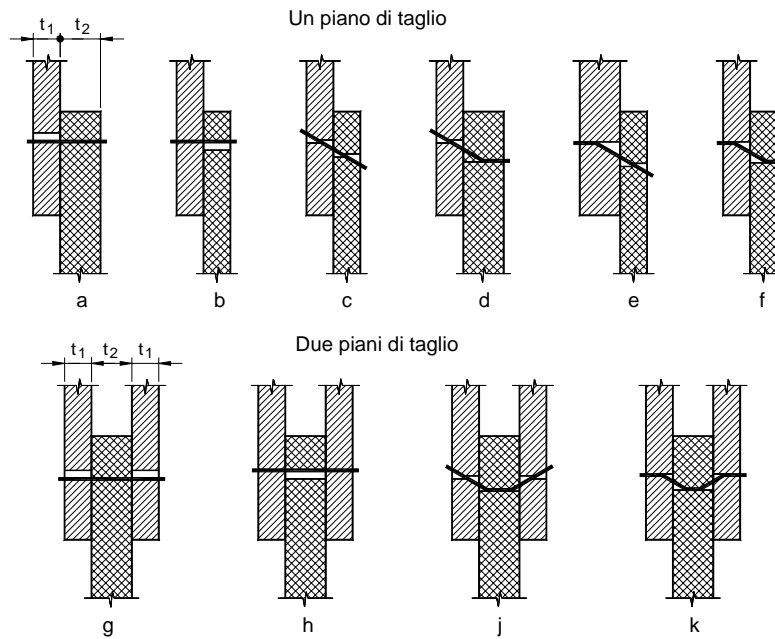 Un piano di taglio
t1 t2
a b c d e f
Due piani di taglio
t1 t2 t1
g h j k